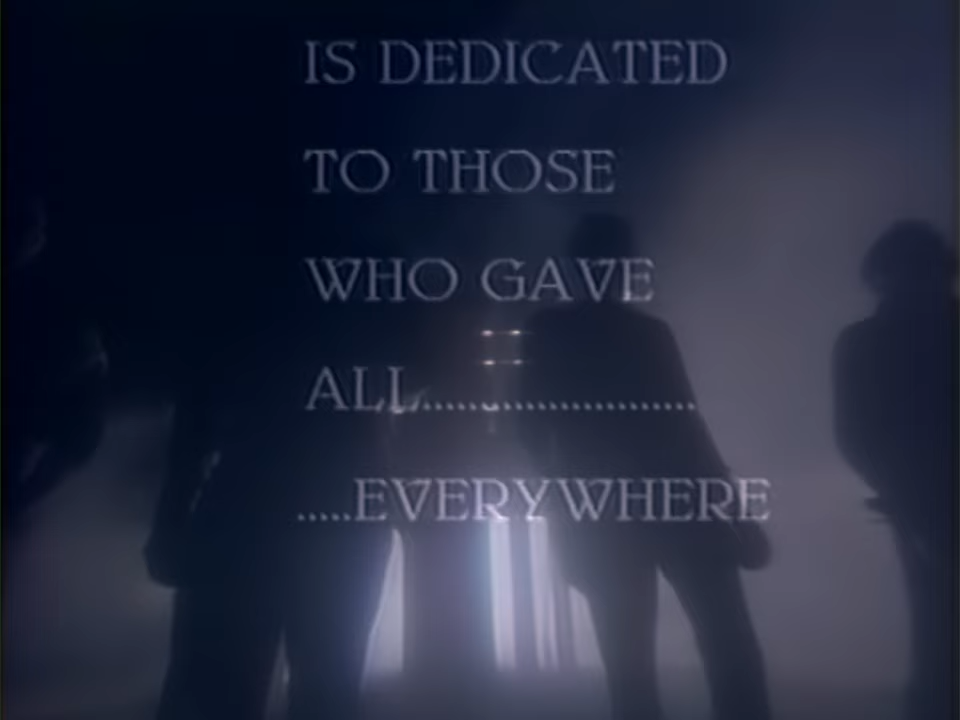 IS DEDICATED
TO THOSE
WHO GAVE
ALL......................
.....EVERYWHERE